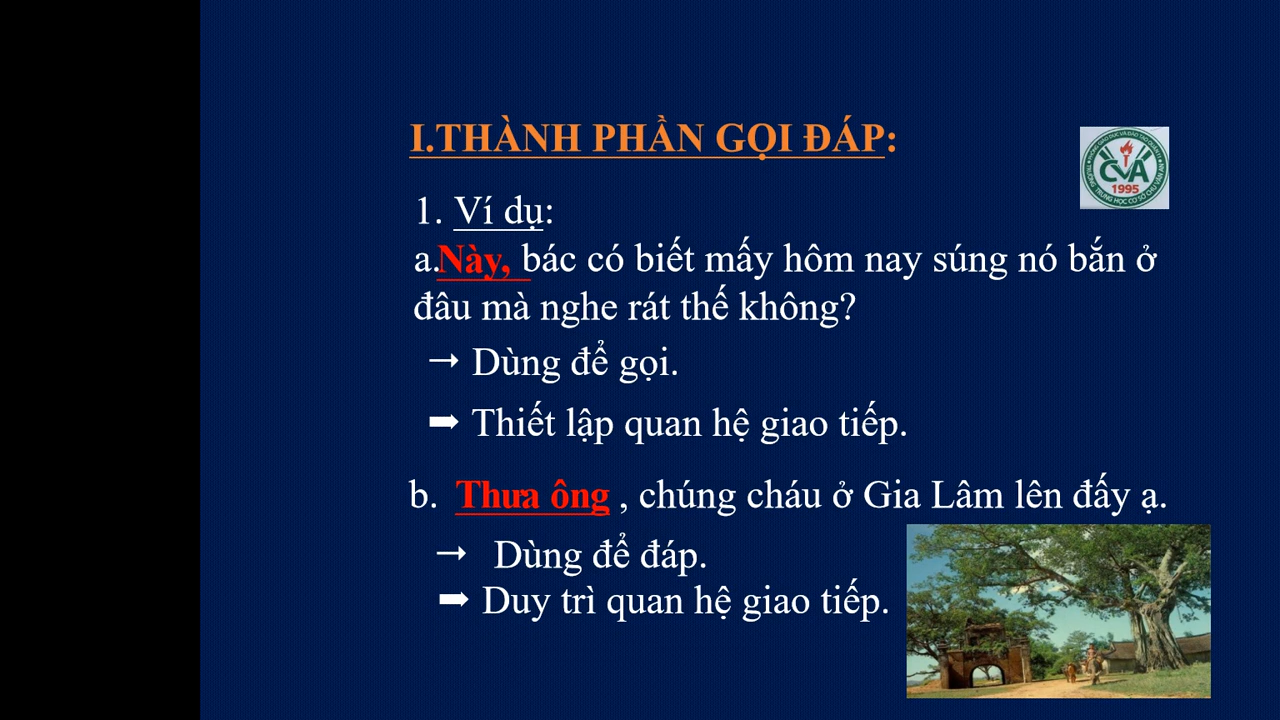 I.THÀNH PHẦN GỌI ĐÁP:
CVA
1995
1. Ví dụ:
a.Này, bác có biết mấy hôm nay súng nó bắn ở
đâu mà nghe rát thế không?
→ Dùng để gọi.
➡ Thiết lập quan hệ giao tiếp.
b. Thưa ông , chúng cháu ở Gia Lâm lên đấy ạ.
→ Dùng để đáp.
➡ Duy trì quan hệ giao tiếp.